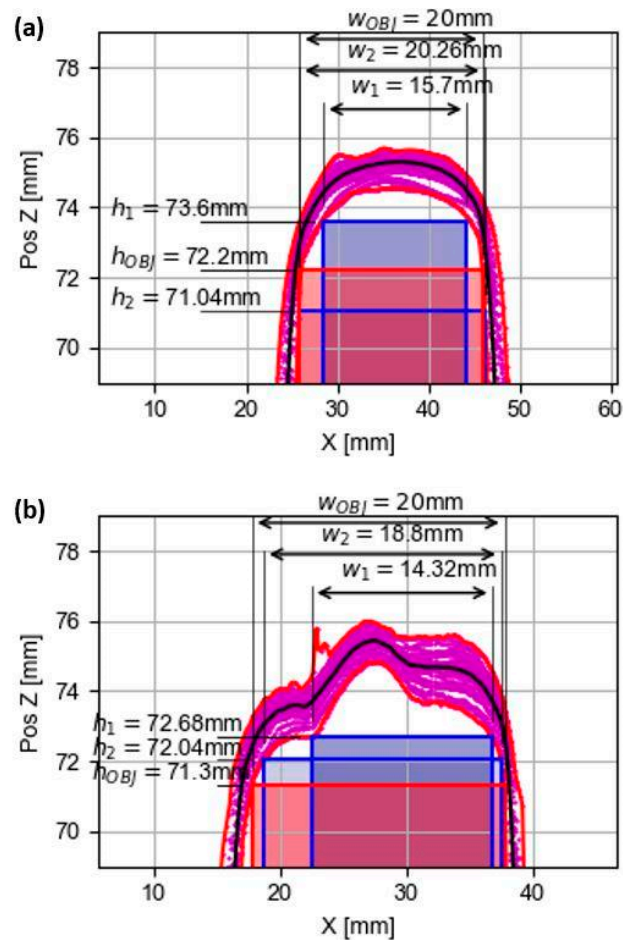 (a)
w_OBJ = 20mm
w_2 = 20.26mm
w_1 = 15.7mm
78
76
74
72
70
Pos Z [mm]
h_1 = 73.6mm
h_OBJ = 72.2mm
h_2 = 71.04mm
10 20 30 40 50 60
X [mm]
(b)
w_OBJ = 20mm
w_2 = 18.8mm
w_1 = 14.32mm
78
76
74
72
70
Pos Z [mm]
h_1 = 72.68mm
h_2 = 72.04mm
h_OBJ = 71.3mm
10 20 30 40
X [mm]